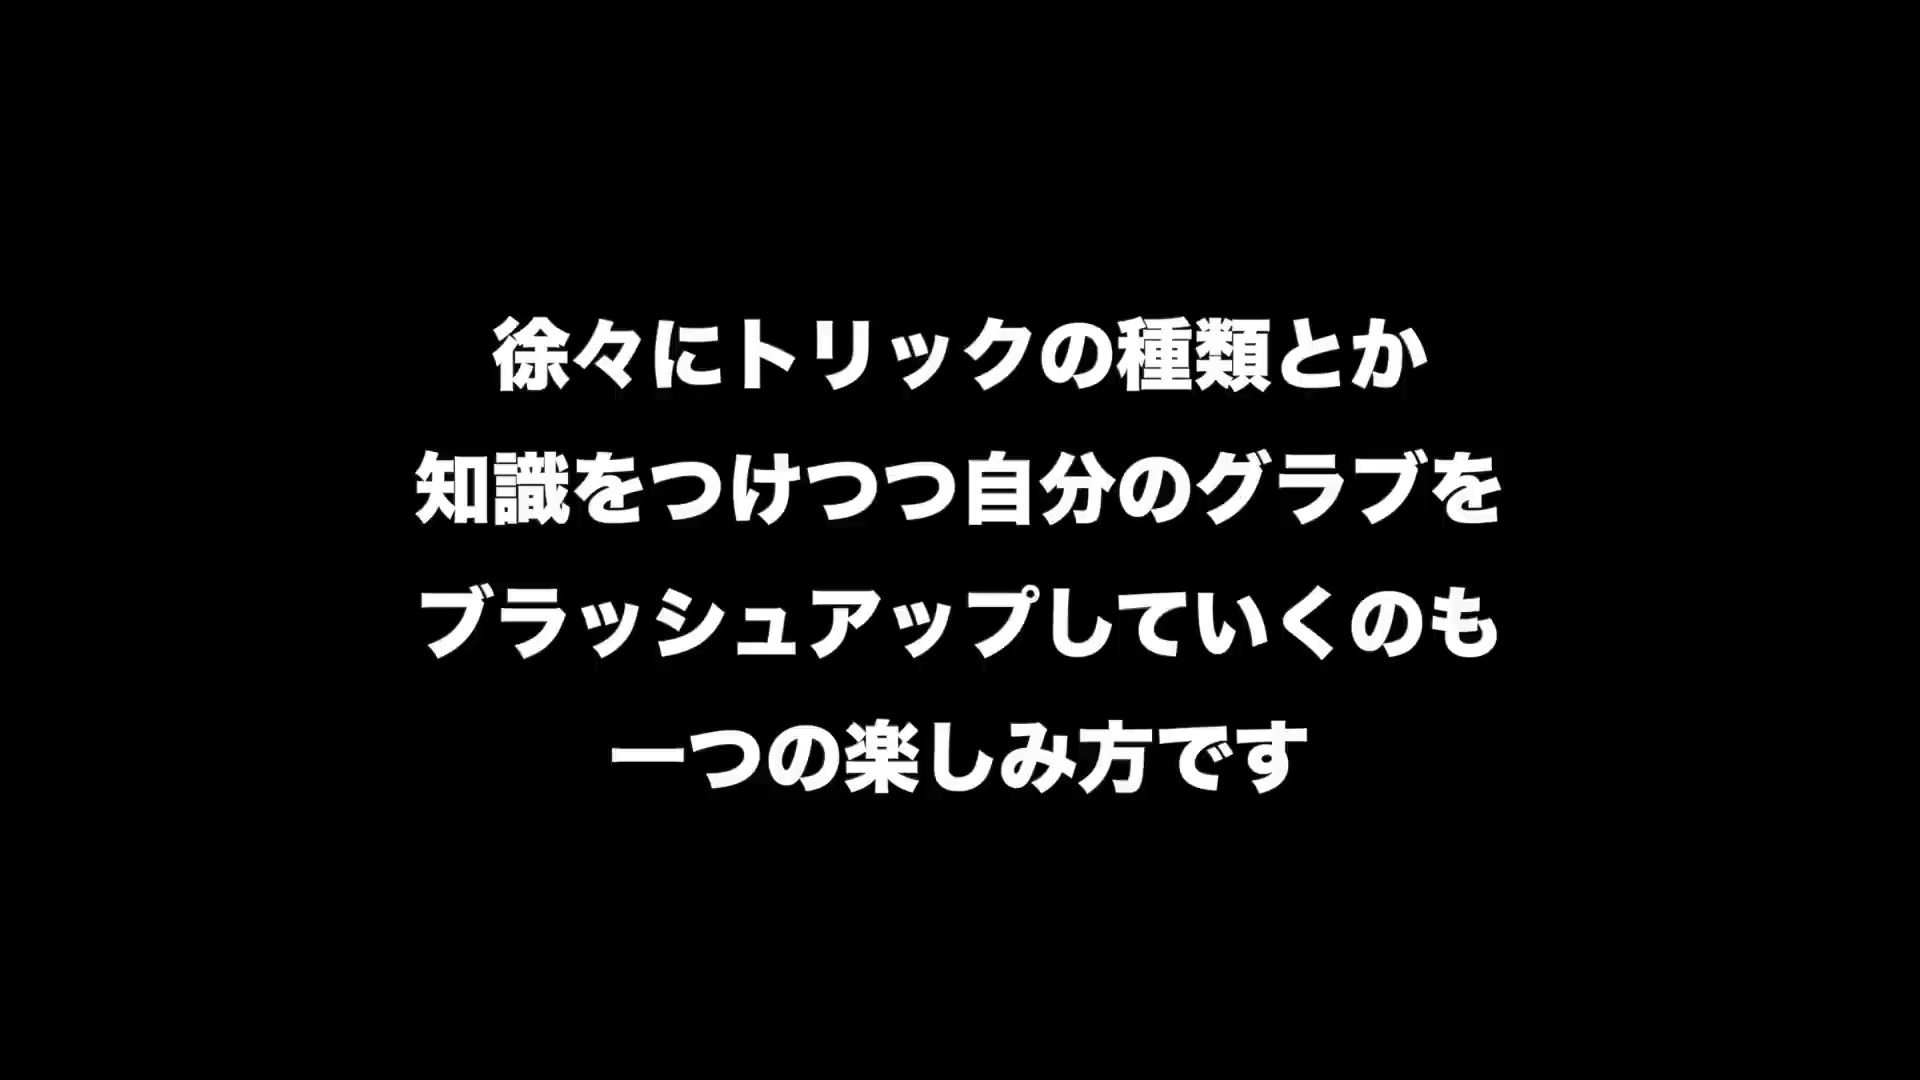 徐々にトリックの種類とか
知識をつけつつ自分のグラブを
ブラッシュアップしていくのも
一つの楽しみ方です